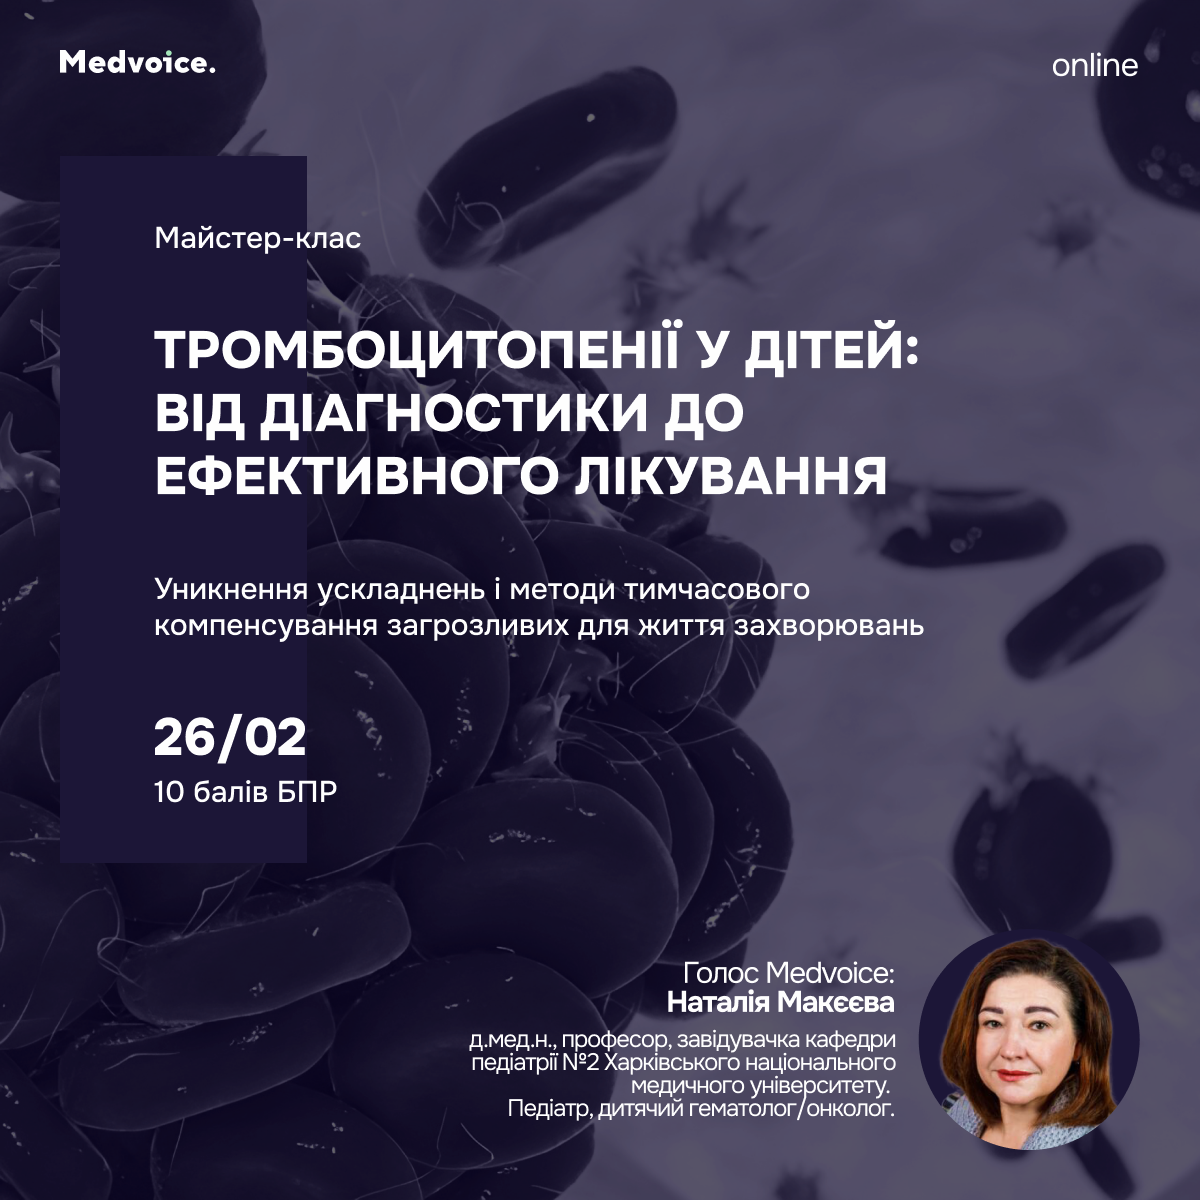 Medvoice.
online
Майстер-клас
ТРОМБОЦИТОПЕНІЇ У ДІТЕЙ:
ВІД ДІАГНОСТИКИ ДО
ЕФЕКТИВНОГО ЛІКУВАННЯ
Уникнення ускладнень і методи тимчасового
компенсування загрозливих для життя захворювань
26/02
10 балів БПР
Голос Medvoice:
Наталія Макєєва
д.мед.н., професор, завідувачка кафедри
педіатрії №2 Харківського національного
медичного університету.
Педіатр, дитячий гематолог/онколог.